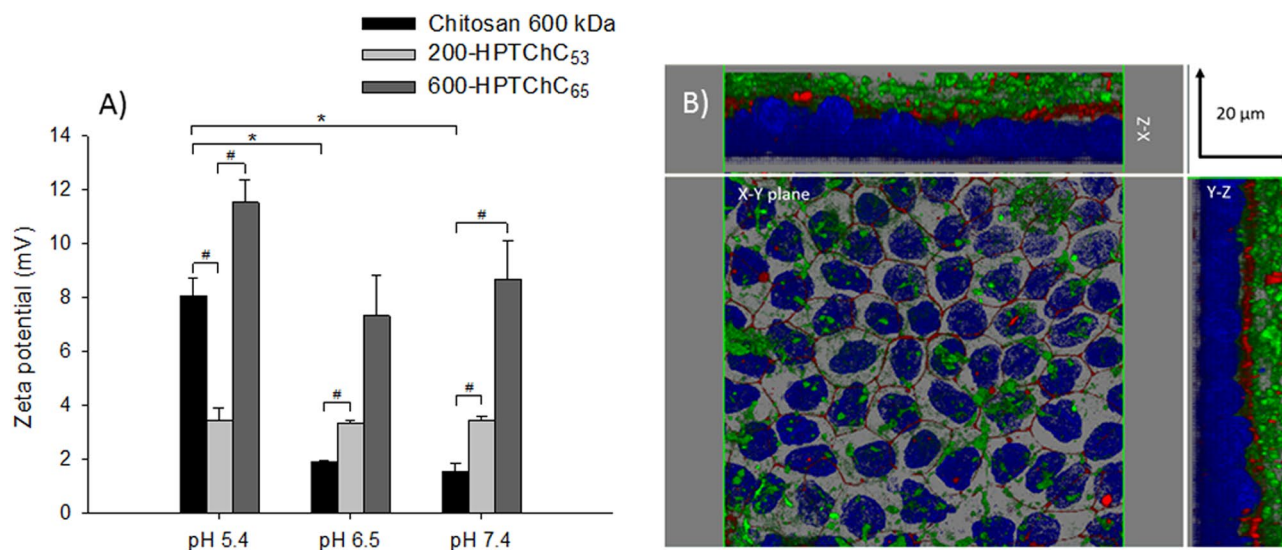 Chitosan 600 kDa
200-HPTChC53
600-HPTChC65
A)
Zeta potential (mV)
14
12
10
8
6
4
2
0
*
*
#
#
#
#
#
#
pH 5.4
pH 6.5
pH 7.4
B)
X-Z
20 µm
X-Y plane
Y-Z